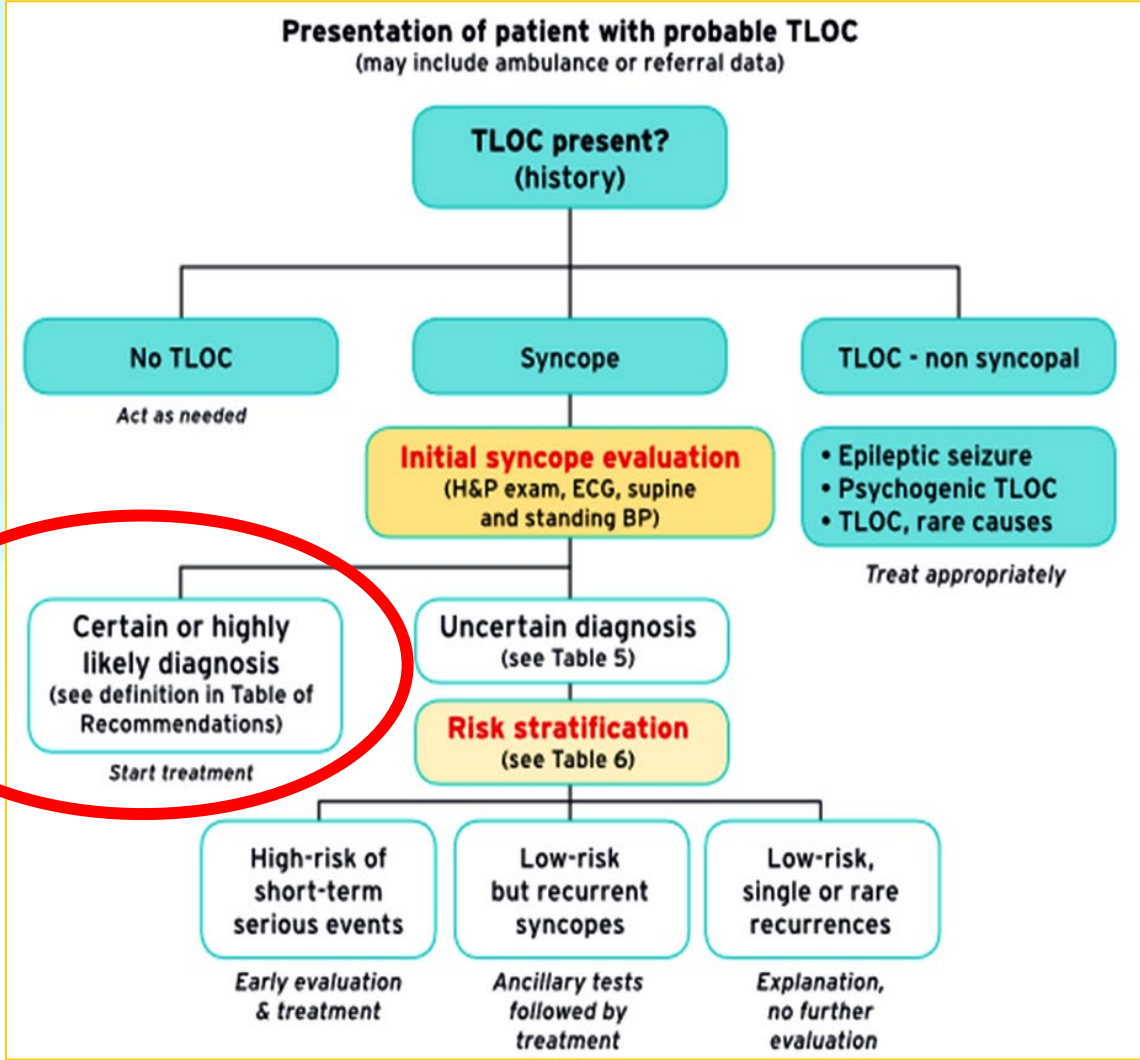 Presentation of patient with probable TLOC
(may include ambulance or referral data)
TLOC present?
(history)
No TLOC
Act as needed
Syncope
TLOC - non syncopal
Initial syncope evaluation
(H&P exam, ECG, supine
and standing BP)
• Epileptic seizure
• Psychogenic TLOC
• TLOC, rare causes
Treat appropriately
Certain or highly
likely diagnosis
(see definition in Table of
Recommendations)
Start treatment
Uncertain diagnosis
(see Table 5)
Risk stratification
(see Table 6)
High-risk of
short-term
serious events
Early evaluation
& treatment
Low-risk
but recurrent
syncopes
Ancillary tests
followed by
treatment
Low-risk,
single or rare
recurrences
Explanation,
no further
evaluation